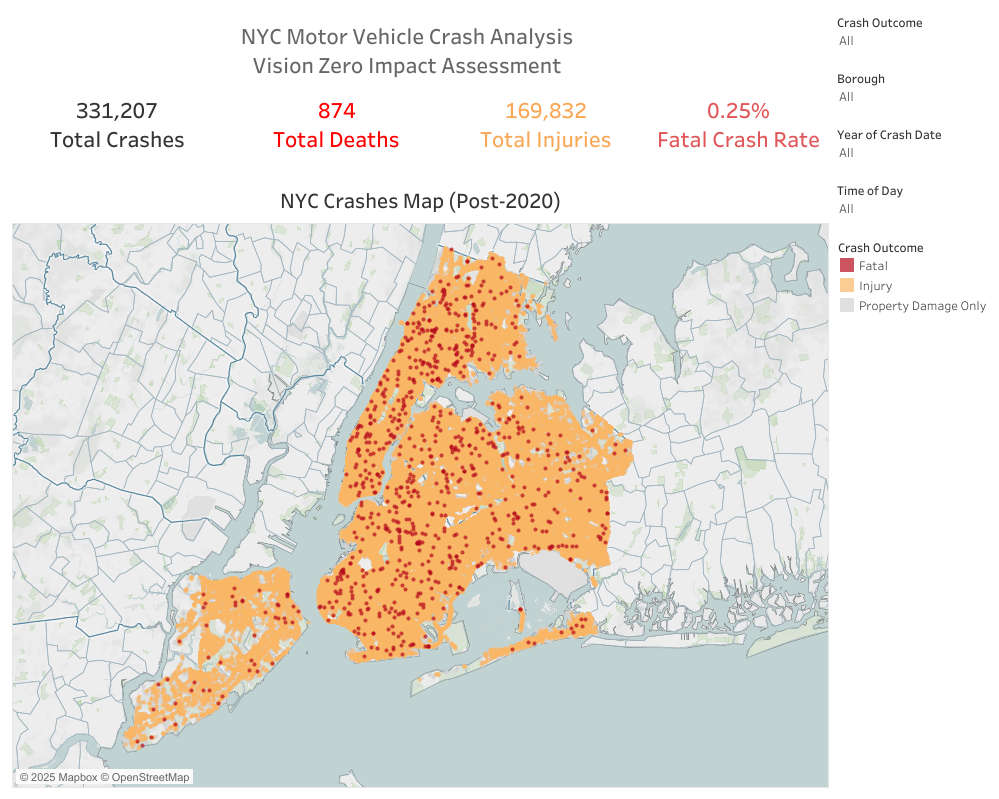 NYC Motor Vehicle Crash Analysis
Vision Zero Impact Assessment
331,207
Total Crashes
874
Total Deaths
169,832
Total Injuries
0.25%
Fatal Crash Rate
NYC Crashes Map (Post-2020)
© 2025 Mapbox © OpenStreetMap
Crash Outcome
All
Borough
All
Year of Crash Date
All
Time of Day
All
Crash Outcome
Fatal
Injury
Property Damage Only